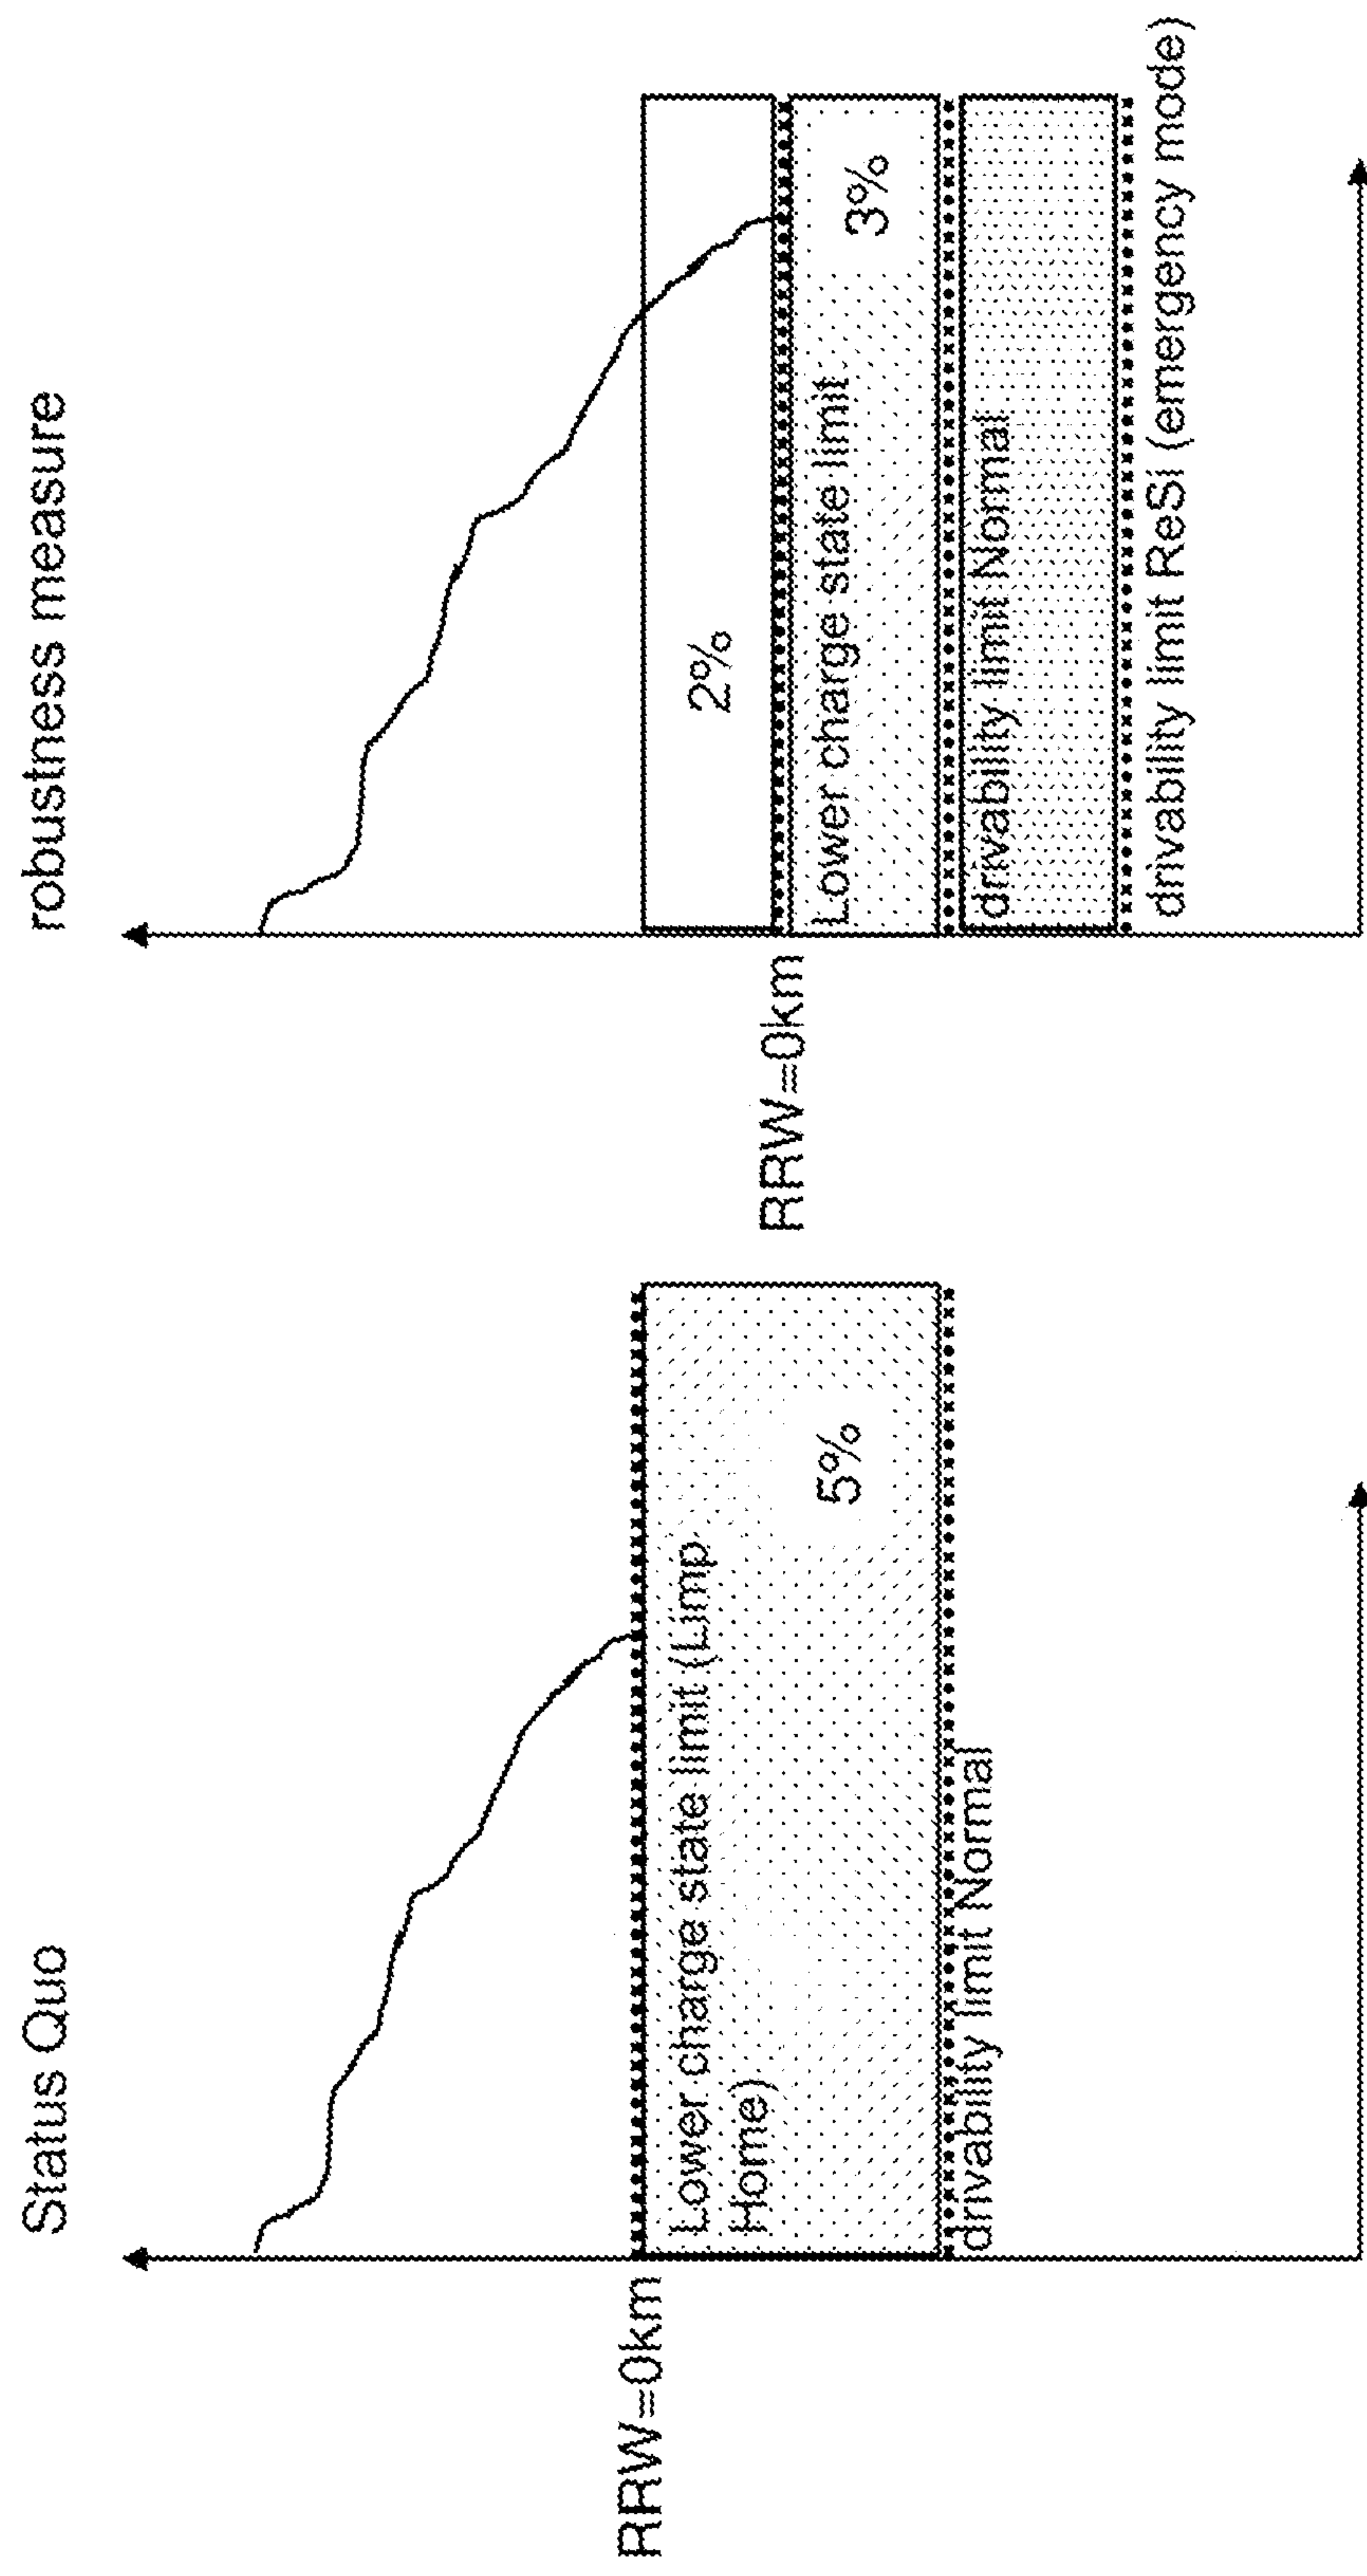 Status Quo
RRW=0km
Lower charge state limit (Limp
Home)
5%
drivability limit Normal
robustness measure
RRW=0km
2%
Lower charge state limit
3%
drivability limit Normal
drivability limit ReSi (emergency mode)